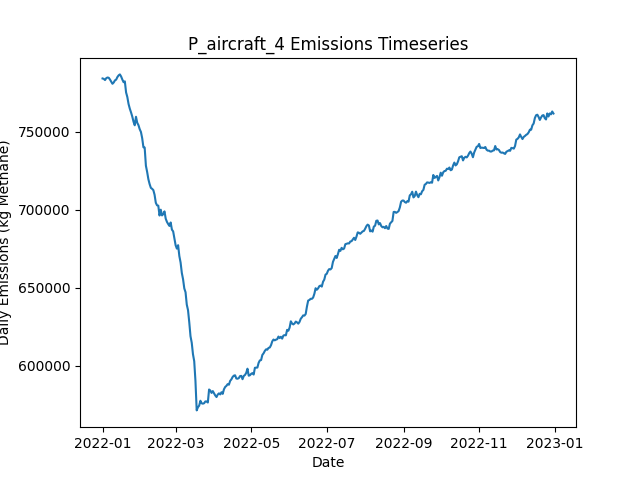 P_aircraft_4 Emissions Timeseries
Daily Emissions (kg Methane)
750000
700000
650000
600000
2022-01 2022-03 2022-05 2022-07 2022-09 2022-11 2023-01
Date